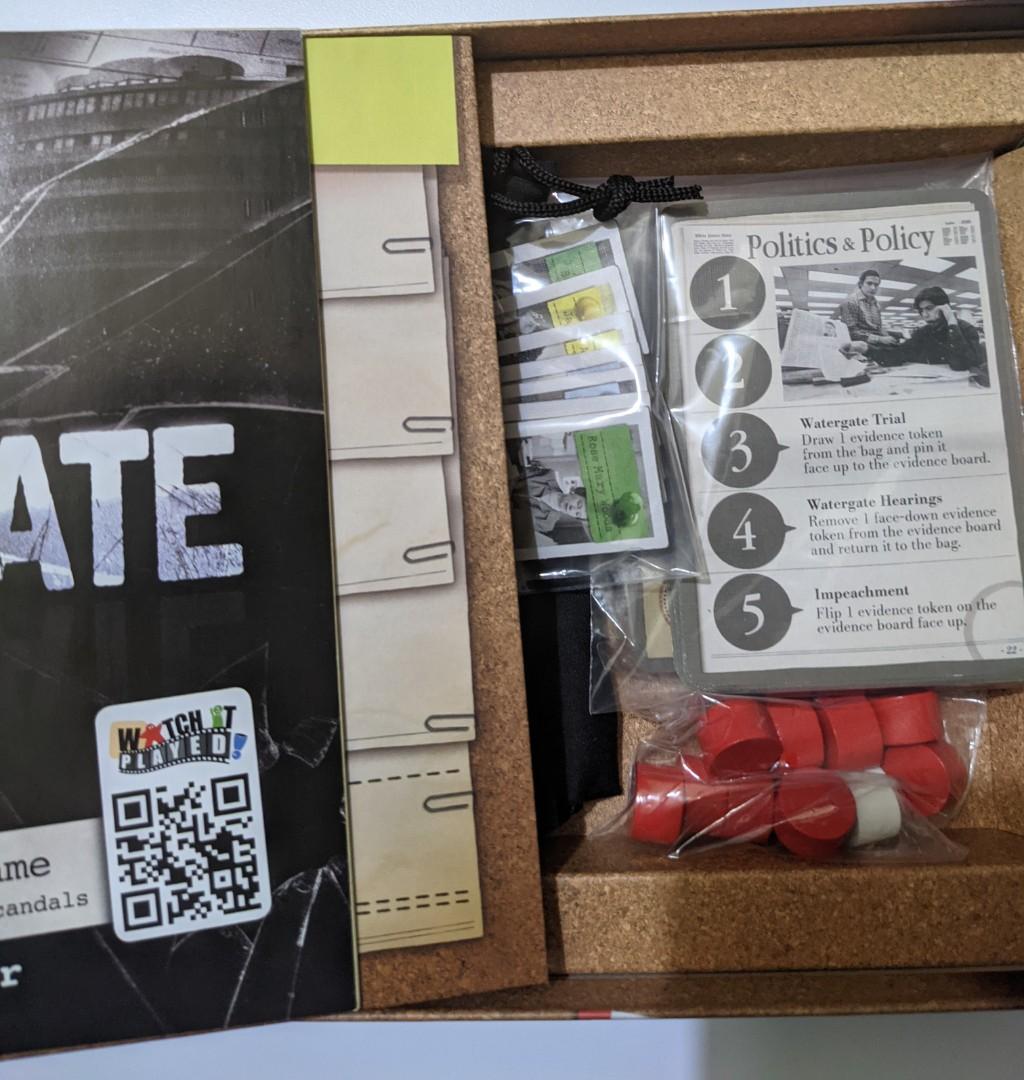 ATE
WATCH IT
PLAYED!
ame
candals
r
Rose Mary Woods
Politics & Policy
1
2
3
Watergate Trial
Draw 1 evidence token
from the bag and pin it
face up to the evidence board.
4
Watergate Hearings
Remove 1 face-down evidence
token from the evidence board
and return it to the bag.
5
Impeachment
Flip 1 evidence token on the
evidence board face up.
- 22 -